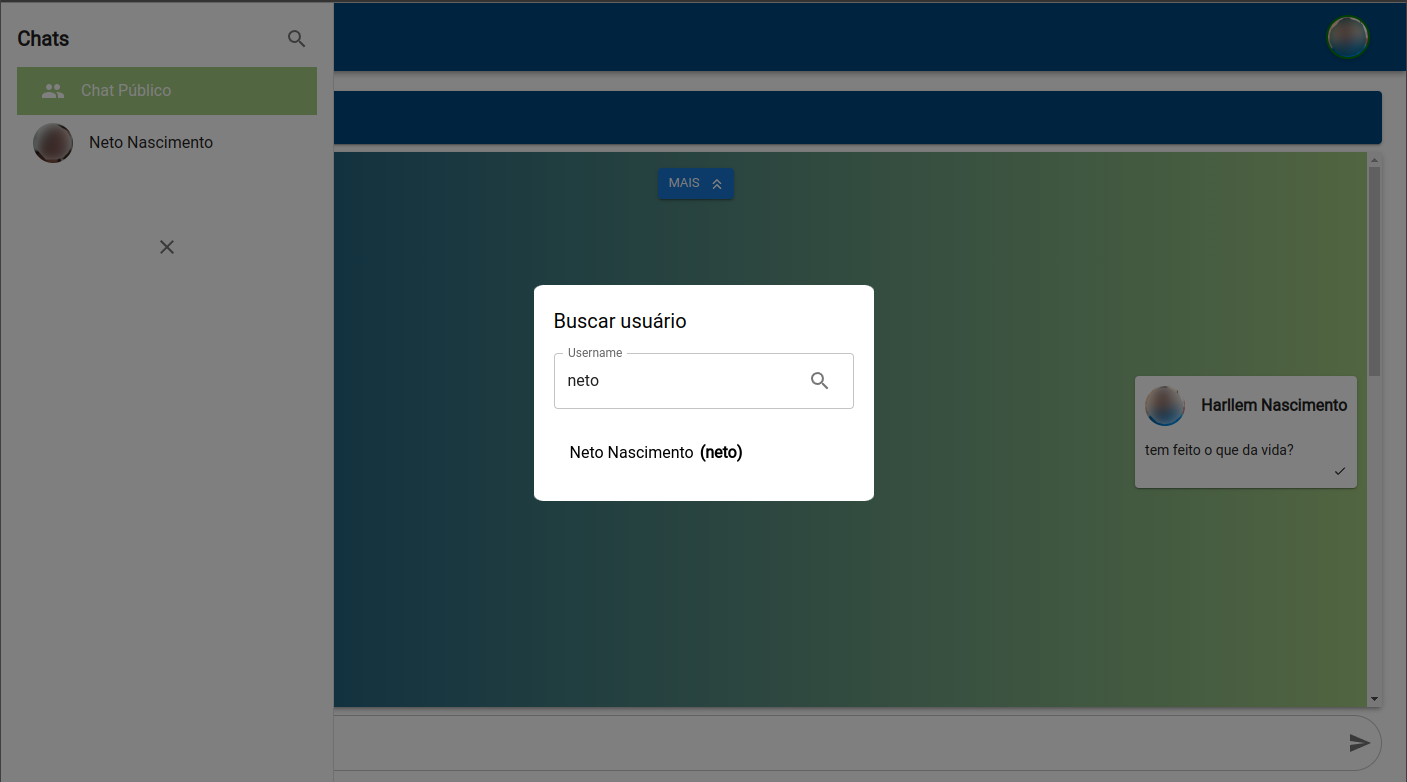 Chats
Chat Público
Neto Nascimento
MAIS
Buscar usuário
Username
neto
Neto Nascimento (neto)
Harllem Nascimento
tem feito o que da vida?